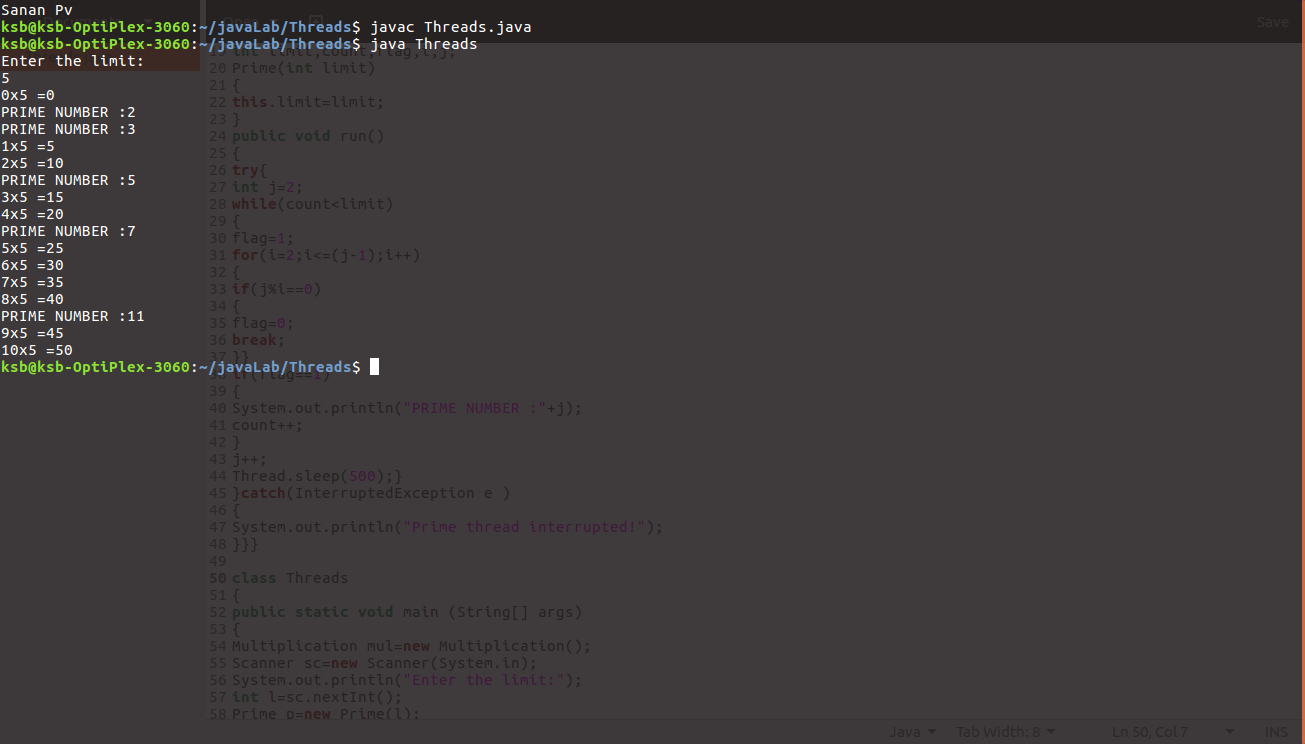 Sanan Pv
ksb@ksb-OptiPlex-3060:~/javaLab/Threads$ javac Threads.java
ksb@ksb-OptiPlex-3060:~/javaLab/Threads$ java Threads
Enter the limit:
5
0x5 =0
PRIME NUMBER :2
PRIME NUMBER :3
1x5 =5
2x5 =10
PRIME NUMBER :5
3x5 =15
4x5 =20
PRIME NUMBER :7
5x5 =25
6x5 =30
7x5 =35
8x5 =40
PRIME NUMBER :11
9x5 =45
10x5 =50
ksb@ksb-OptiPlex-3060:~/javaLab/Threads$
Save
20 Prime(int limit)
21 {
22 this.limit=limit;
23 }
24 public void run()
25 {
26 try{
27 int j=2;
28 while(count<limit)
29 {
30 flag=1;
31 for(i=2;i<=(j-1);i++)
32 {
33 if(j%i==0)
34 {
35 flag=0;
36 break;
37 }}
38 if(flag==1)
39 {
40 System.out.println("PRIME NUMBER :"+j);
41 count++;
42 }
43 j++;
44 Thread.sleep(500);}
45 }catch(InterruptedException e )
46 {
47 System.out.println("Prime thread interrupted!");
48 }}}
49
50 class Threads
51 {
52 public static void main (String[] args)
53 {
54 Multiplication mul=new Multiplication();
55 Scanner sc=new Scanner(System.in);
56 System.out.println("Enter the limit:");
57 int l=sc.nextInt();
58 Prime p=new Prime(l);
Java Tab Width: 8 Ln 50, Col 7 INS